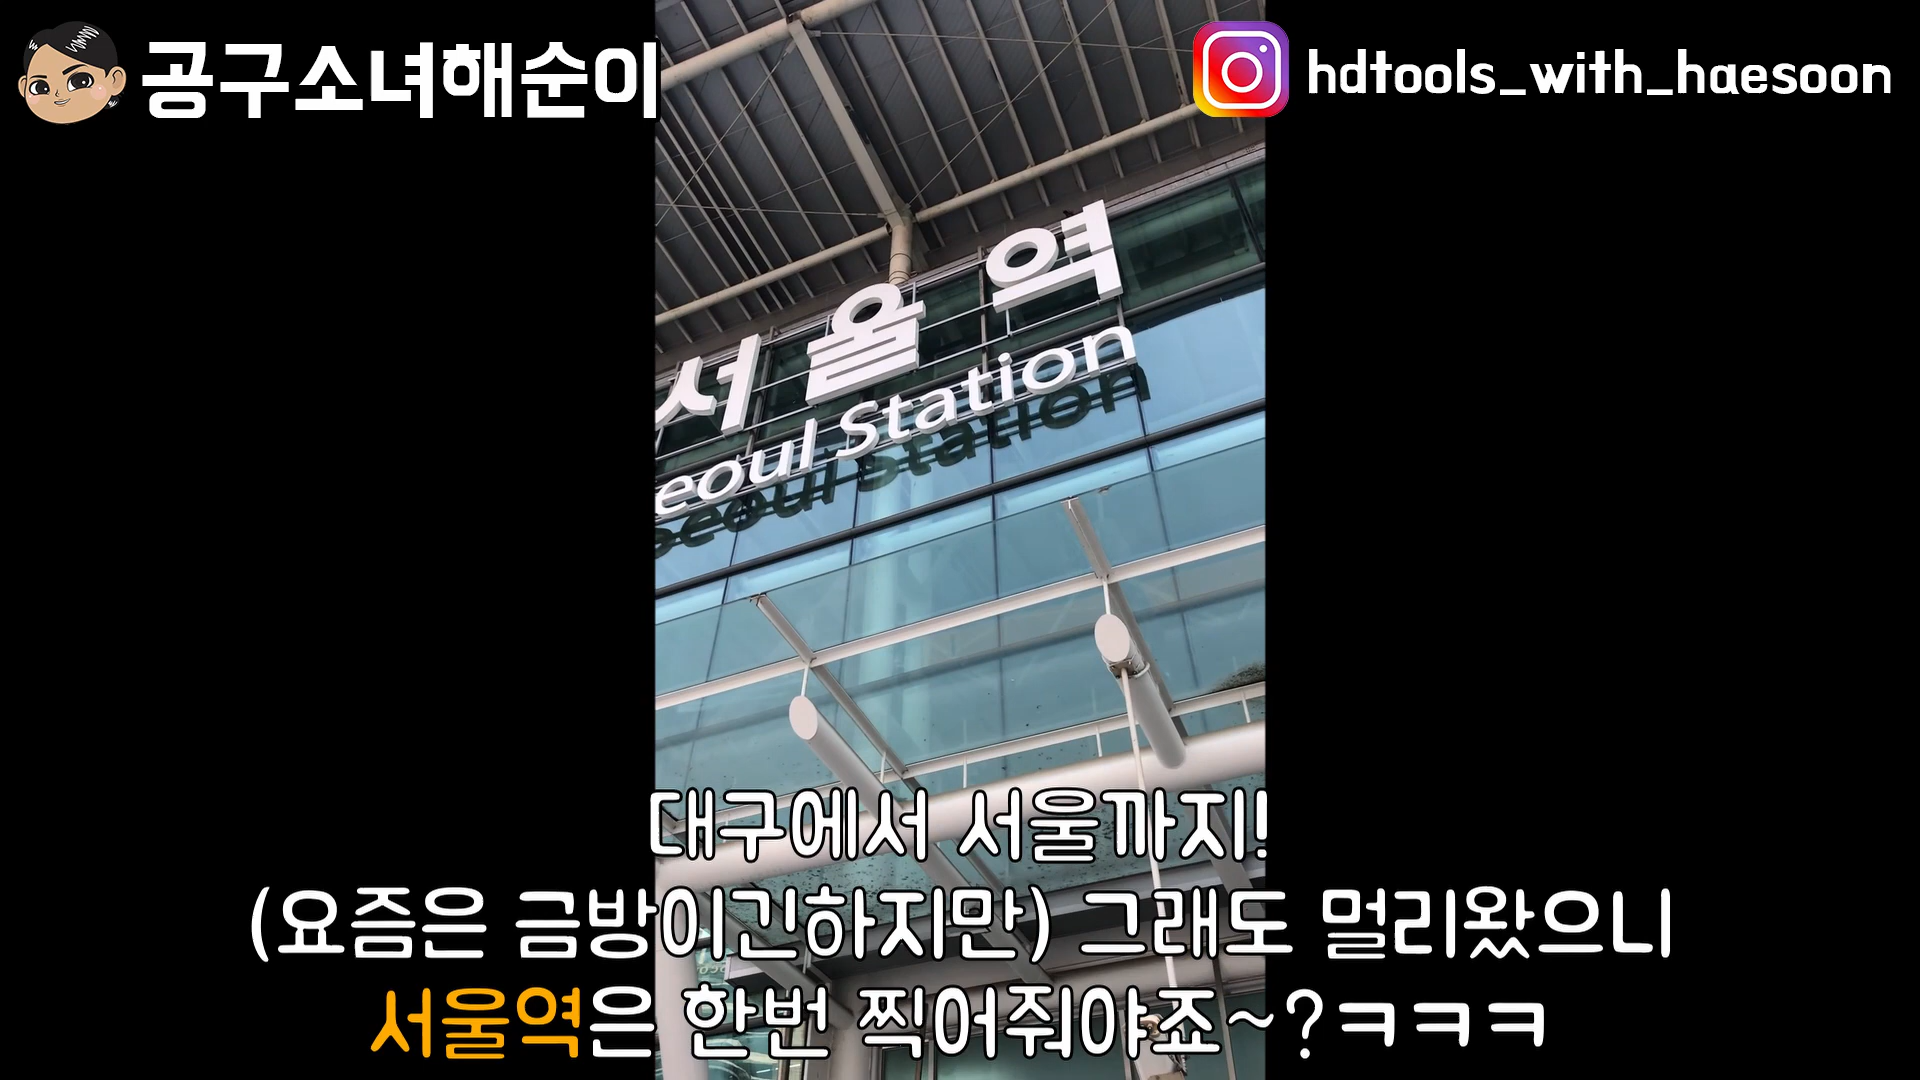 공구소녀해순이
hdtools_with_haesoon
서울역
eoul Station
대구에서 서울까지!
(요즘은 금방이긴하지만) 그래도 멀리왔으니
서울역은 한번 찍어줘야죠~?ㅋㅋㅋ